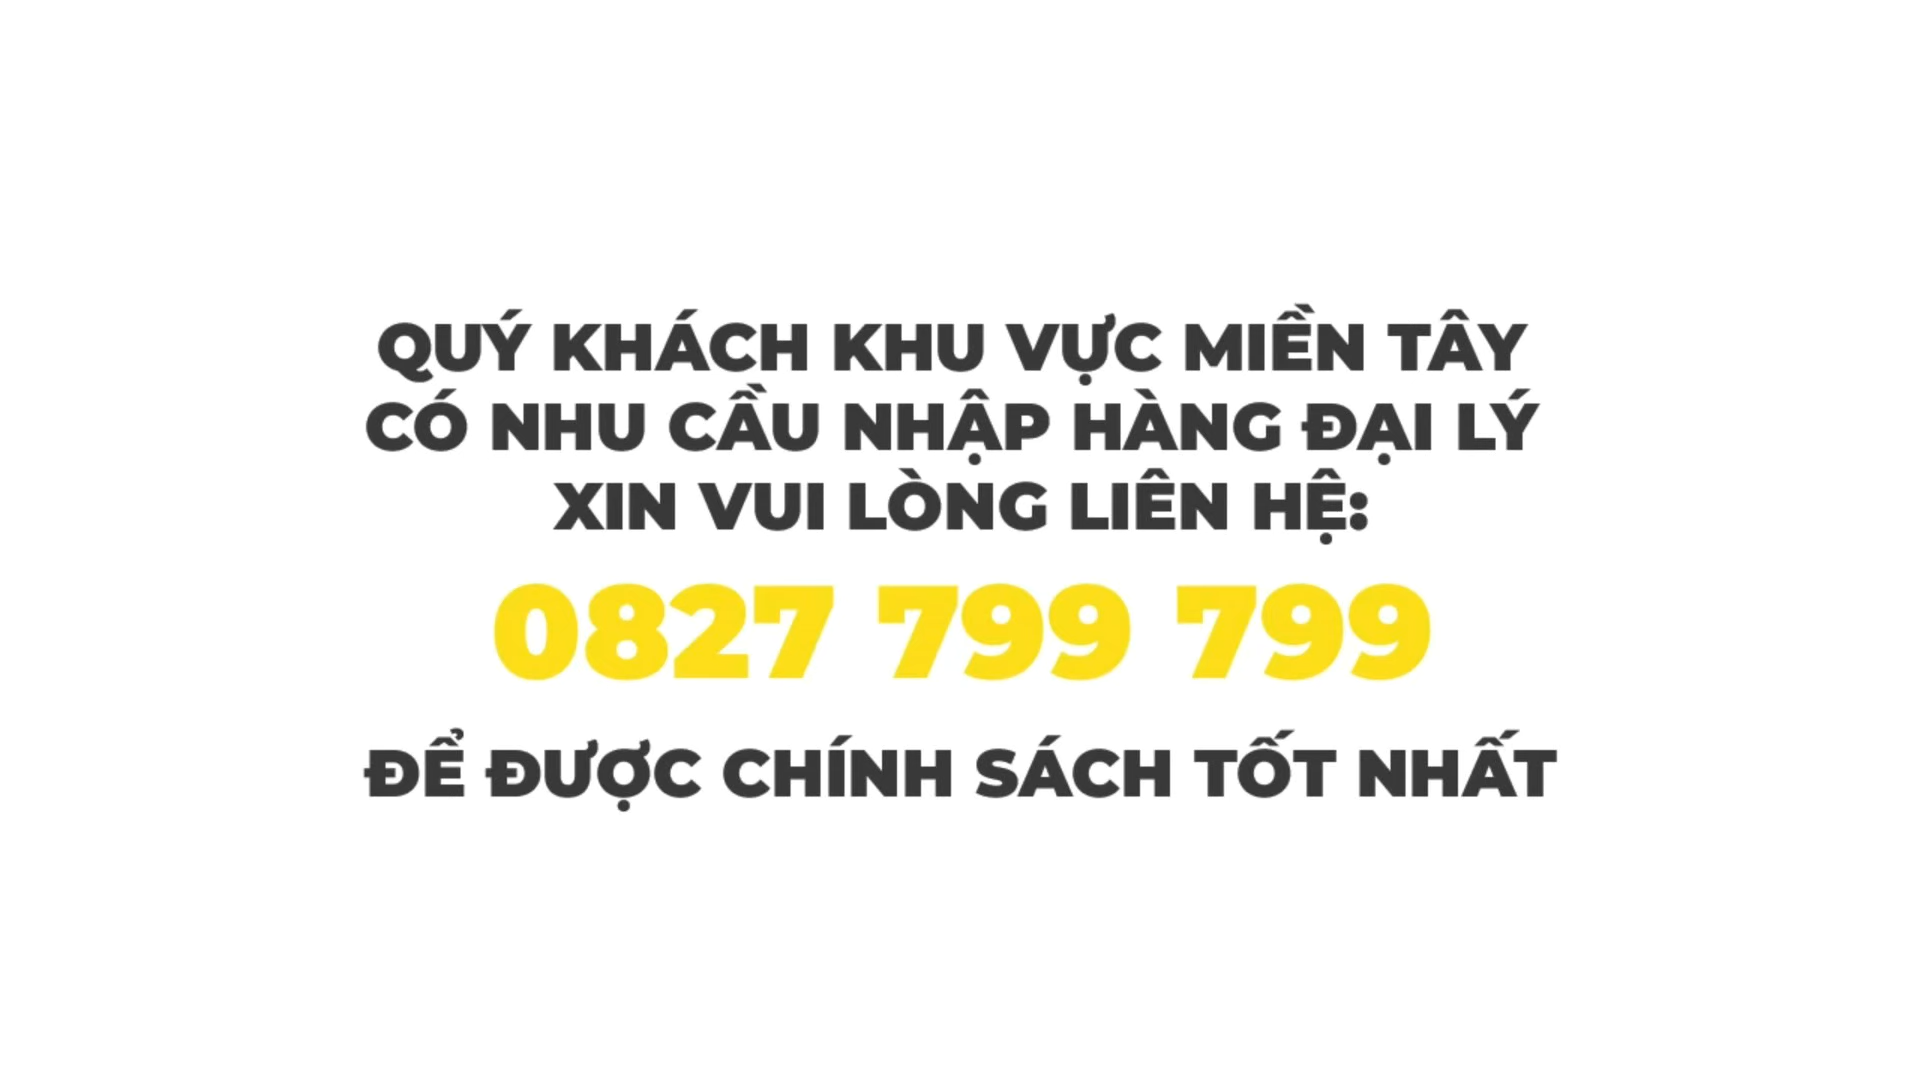 QUÝ KHÁCH KHU VỰC MIỀN TÂY
CÓ NHU CẦU NHẬP HÀNG ĐẠI LÝ
XIN VUI LÒNG LIÊN HỆ:
0827 799 799
ĐỂ ĐƯỢC CHÍNH SÁCH TỐT NHẤT